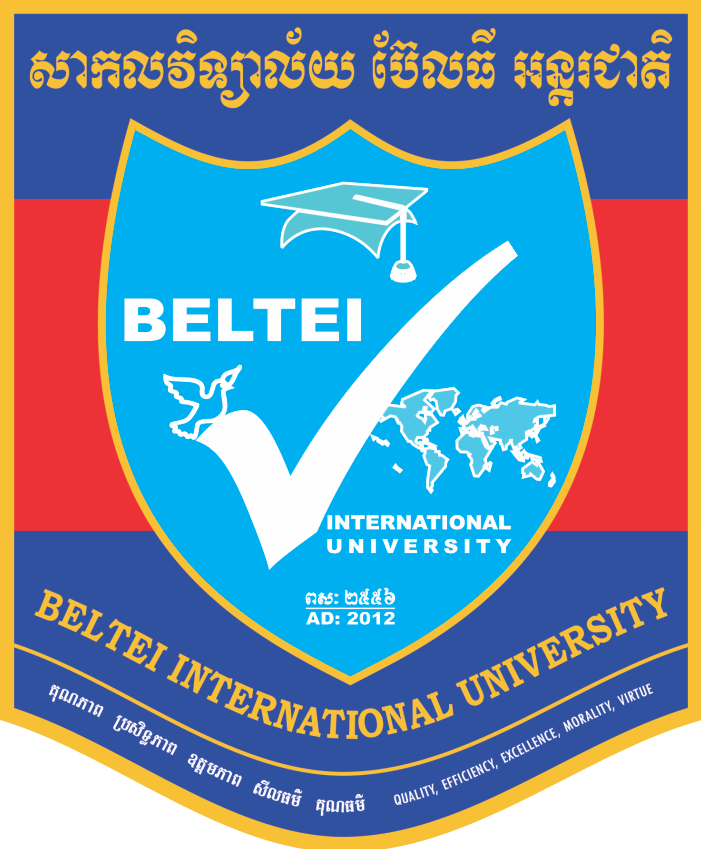 សាកលវិទ្យាល័យ ប៊ែលធី អន្តរជាតិ
BELTEI
INTERNATIONAL
UNIVERSITY
ពស: ២៥៥៦
AD: 2012
BELTEI INTERNATIONAL UNIVERSITY
គុណភាព ប្រសិទ្ធភាព ឧត្តមភាព សីលធម៌ គុណធម៌ QUALITY, EFFICIENCY, EXCELLENCE, MORALITY, VIRTUE